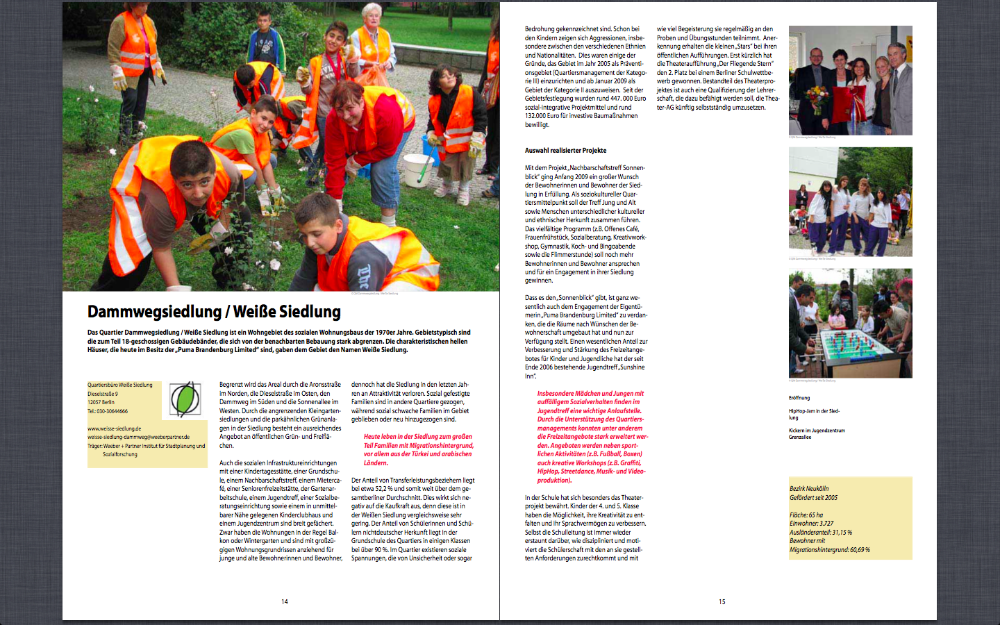 ©QM Dammwegsiedlung / Weiße Siedlung
Dammwegsiedlung / Weiße Siedlung
Das Quartier Dammwegsiedlung / Weiße Siedlung ist ein Wohngebiet des sozialen Wohnungsbaus der 1970er Jahre. Gebietstypisch sind
die zum Teil 18-geschossigen Gebäudebänder, die sich von der benachbarten Bebauung stark abgrenzen. Die charakteristischen hellen
Häuser, die heute im Besitz der „Puma Brandenburg Limited“ sind, gaben dem Gebiet den Namen Weiße Siedlung.
Quartiersbüro Weiße Siedlung
Dieselstraße 9
12057 Berlin
Tel.: 030-30644666
www.weisse-siedlung.de
weisse-siedlung-dammweg@weeberpartner.de
Träger: Weeber + Partner Institut für Stadtplanung und
Sozialforschung
Begrenzt wird das Areal durch die Aronsstraße
im Norden, die Dieselstraße im Osten, den
Dammweg im Süden und die Sonnenallee im
Westen. Durch die angrenzenden Kleingarten-
siedlungen und die parkähnlichen Grünanla-
gen in der Siedlung besteht ein ausreichendes
Angebot an öffentlichen Grün- und Freiflä-
chen.
Auch die sozialen Infrastruktureinrichtungen
mit einer Kindertagesstätte, einer Grundschu-
le, einem Nachbarschaftstreff, einem Mieterca-
fé, einer Seniorenfreizeitstätte, der Gartenar-
beitschule, einem Jugendtreff, einer Sozialbe-
ratungseinrichtung sowie einem in unmittel-
barer Nähe gelegenen Kinderclubhaus und
einem Jugendzentrum sind breit gefächert.
Zwar haben die Wohnungen in der Regel Bal-
kon oder Wintergarten und sind mit großzü-
gigen Wohnungsgrundrissen anziehend für
junge und alte Bewohnerinnen und Bewohner,
dennoch hat die Siedlung in den letzten Jah-
ren an Attraktivität verloren. Sozial gefestigte
Familien sind in andere Quartiere gezogen,
während sozial schwache Familien im Gebiet
geblieben oder neu hinzugezogen sind.
Heute leben in der Siedlung zum großen
Teil Familien mit Migrationshintergrund,
vor allem aus der Türkei und arabischen
Ländern.
Der Anteil von Transferleistungsbeziehern liegt
bei etwa 52,2 % und somit weit über dem ge-
samtberliner Durchschnitt. Dies wirkt sich ne-
gativ auf die Kaufkraft aus, denn diese ist in
der Weißen Siedlung vergleichsweise sehr
gering. Der Anteil von Schülerinnen und Schü-
lern nichtdeutscher Herkunft liegt in der
Grundschule des Quartiers in einigen Klassen
bei über 90 %. Im Quartier existieren soziale
Spannungen, die von Unsicherheit oder sogar
14
Bedrohung gekennzeichnet sind. Schon bei
den Kindern zeigen sich Aggressionen, insbe-
sondere zwischen den verschiedenen Ethnien
und Nationalitäten. Dies waren einige der
Gründe, das Gebiet im Jahr 2005 als Präventi-
onsgebiet (Quartiersmanagement der Katego-
rie III) einzurichten und ab Januar 2009 als
Gebiet der Kategorie II auszuweisen. Seit der
Gebietsfestlegung wurden rund 447. 000 Euro
sozial-integrative Projektmittel und rund
132.000 Euro für investive Baumaßnahmen
bewilligt.
Auswahl realisierter Projekte
Mit dem Projekt „Nachbarschaftstreff Sonnen-
blick“ ging Anfang 2009 ein großer Wunsch
der Bewohnerinnen und Bewohner der Sied-
lung in Erfüllung. Als soziokultureller Quar-
tiersmittelpunkt soll der Treff Jung und Alt
sowie Menschen unterschiedlicher kultureller
und ethnischer Herkunft zusammen führen.
Das vielfältige Programm (z.B. Offenes Café,
Frauenfrühstück, Sozialberatung, Kreativwork-
shop, Gymnastik, Koch- und Bingoabende
sowie die Flimmerstunde) soll noch mehr
Bewohnerinnen und Bewohner ansprechen
und für ein Engagement in ihrer Siedlung
gewinnen.
Dass es den „Sonnenblick“ gibt, ist ganz we-
sentlich auch dem Engagement der Eigentü-
merin „Puma Brandenburg Limited“ zu verdan-
ken, die die Räume nach Wünschen der Be-
wohnerschaft umgebaut hat und nun zur
Verfügung stellt. Einen wesentlichen Anteil zur
Verbesserung und Stärkung des Freizeitange-
botes für Kinder und Jugendliche hat der seit
Ende 2006 bestehende Jugendtreff „Sunshine
Inn“.
Insbesondere Mädchen und Jungen mit
auffälligem Sozialverhalten finden im
Jugendtreff eine wichtige Anlaufstelle.
Durch die Unterstützung des Quartiers-
managements konnten unter anderem
die Freizeitangebote stark erweitert wer-
den. Angeboten werden neben sport-
lichen Aktivitäten (z.B. Fußball, Boxen)
auch kreative Workshops (z.B. Graffiti,
HipHop, Streetdance, Musik- und Video-
produktion).
In der Schule hat sich besonders das Theater-
projekt bewährt. Kinder der 4. und 5. Klasse
haben die Möglichkeit, ihre Kreativität zu ent-
falten und ihr Sprachvermögen zu verbessern.
Selbst die Schulleitung ist immer wieder
erstaunt darüber, wie diszipliniert und moti-
viert die Schülerschaft mit den an sie gestell-
ten Anforderungen zurechtkommt und mit
wie viel Begeisterung sie regelmäßig an den
Proben und Übungsstunden teilnimmt. Aner-
kennung erhalten die kleinen „Stars“ bei ihren
öffentlichen Aufführungen. Erst kürzlich hat
die Theateraufführung „Der Fliegende Stern“
den 2. Platz bei einem Berliner Schulwettbe-
werb gewonnen. Bestandteil des Theaterpro-
jektes ist auch eine Qualifizierung der Lehrer-
schaft, die dazu befähigt werden soll, die Thea-
ter-AG künftig selbstständig umzusetzen.
©QM Dammwegsiedlung / Weiße Siedlung
©QM Dammwegsiedlung / Weiße Siedlung
©QM Dammwegsiedlung / Weiße Siedlung
Eröffnung
HipHop-Jam in der Sied-
lung
Kickern im Jugendzentrum
Grenzallee
Bezirk Neukölln
Gefördert seit 2005
Fläche: 65 ha
Einwohner: 3.727
Ausländeranteil: 31,15 %
Bewohner mit
Migrationshintergrund: 60,69 %
15